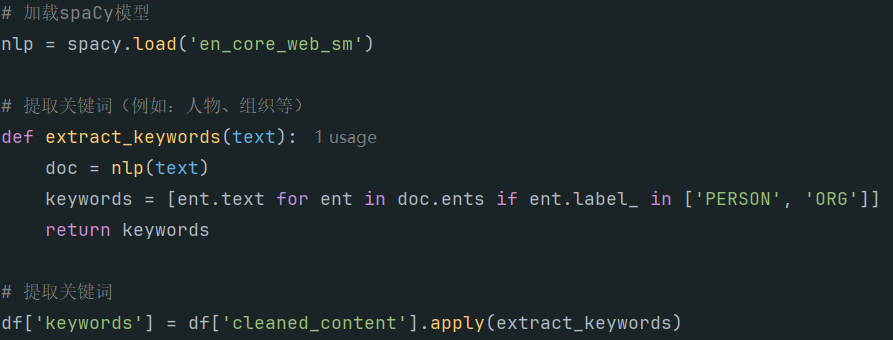 # 加载spaCy模型
nlp = spacy.load('en_core_web_sm')
# 提取关键词（例如：人物、组织等）
def extract_keywords(text): 1 usage
    doc = nlp(text)
    keywords = [ent.text for ent in doc.ents if ent.label_ in ['PERSON', 'ORG']]
    return keywords
# 提取关键词
df['keywords'] = df['cleaned_content'].apply(extract_keywords)